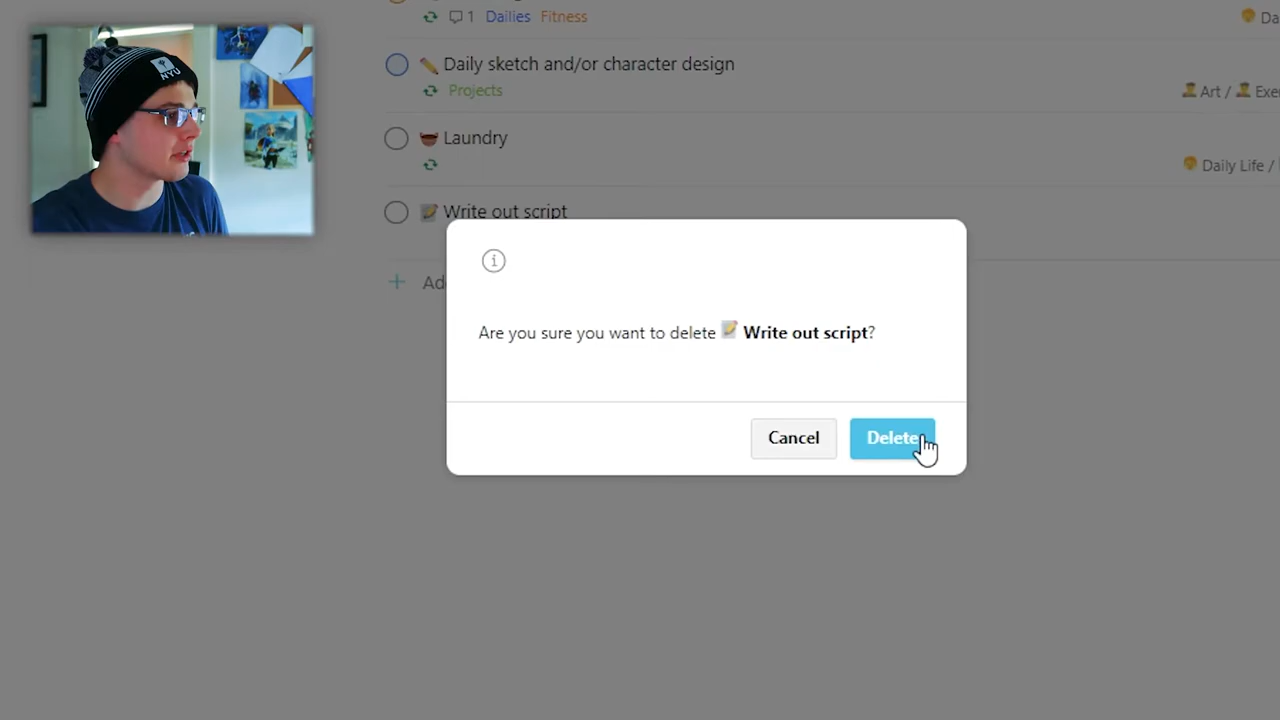 1 Dailies Fitness
Da
Daily sketch and/or character design
Projects
Art / Exe
Laundry
Daily Life /
Write out script
Ad
Are you sure you want to delete Write out script?
Cancel Delete
NYU